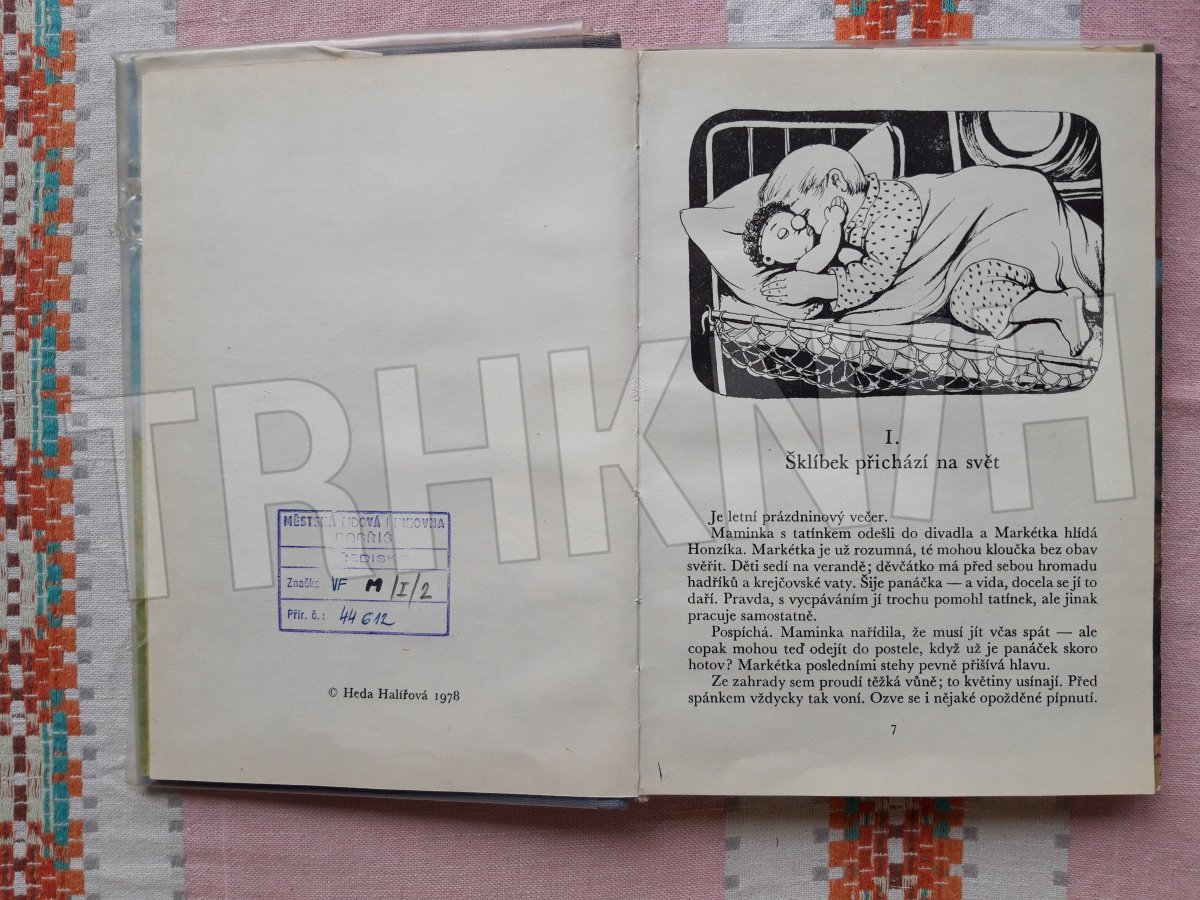 MĚSTSKÁ LIDOVÁ KNIHOVNA
DOBŘÍŠ
STŘEDISKO
Značka VF M/I/2
Přír. č.: 44612
© Heda Halířová 1978
I.
Šklíbek přichází na svět
Je letní prázdninový večer.
Maminka s tatínkem odešli do divadla a Markétka hlídá
Honzíka. Markétka je už rozumná, té mohou kloučka bez obav
svěřit. Děti sedí na verandě; děvčátko má před sebou hromadu
hadříků a krejčovské vaty. Šije panáčka — a vida, docela se jí to
daří. Pravda, s vycpáváním jí trochu pomohl tatínek, ale jinak
pracuje samostatně.
Pospíchá. Maminka nařídila, že musí jít včas spát — ale
copak mohou teď odejít do postele, když už je panáček skoro
hotov? Markétka posledními stehy pevně přišívá hlavu.
Ze zahrady sem proudí těžká vůně; to květiny usínají. Před
spánkem vždycky tak voní. Ozve se i nějaké opožděné pípnutí.
7
TRHKNIH